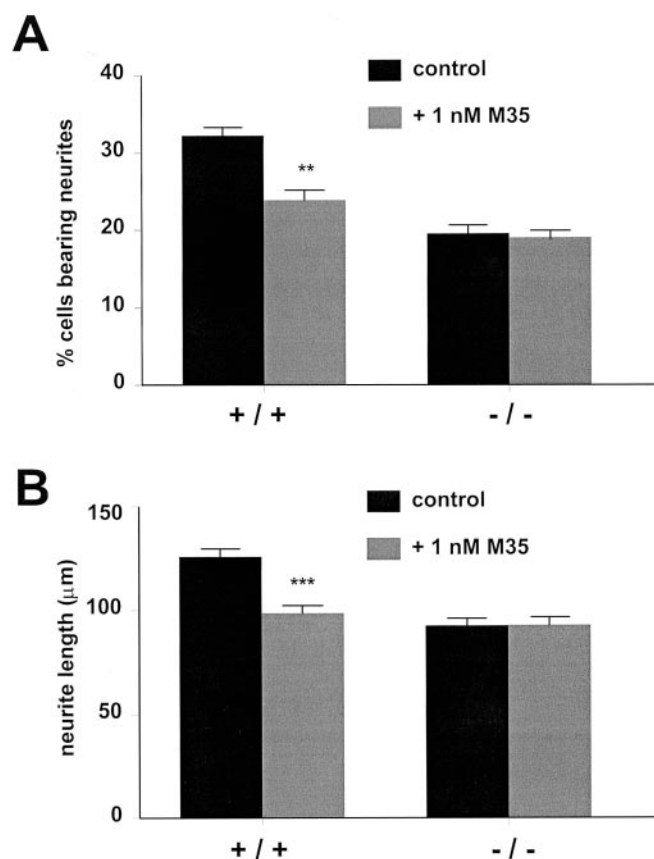 A
control
+ 1 nM M35
% cells bearing neurites
40
30
20
10
0
**
+ / +
- / -
B
control
+ 1 nM M35
neurite length (μm)
150
100
50
0
***
+ / +
- / -